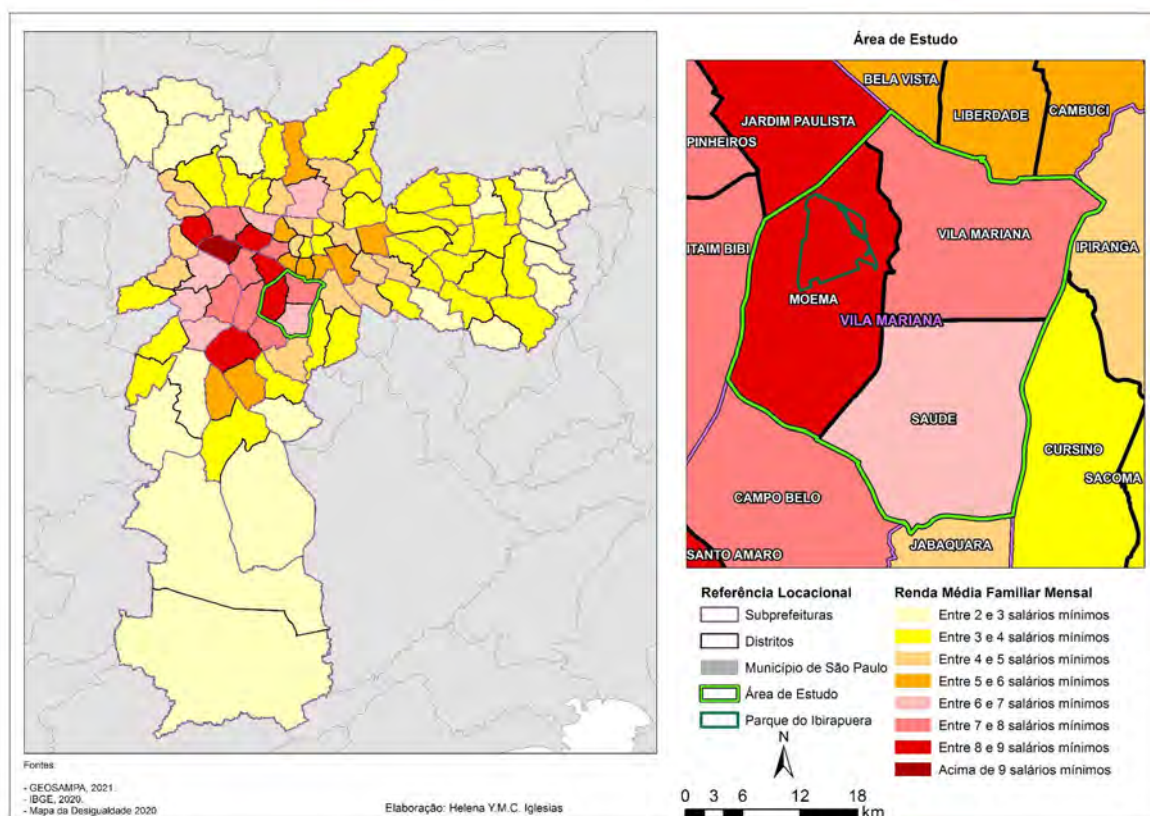 Área de Estudo
BELA VISTA
LIBERDADE
CAMBUCI
JARDIM PAULISTA
PINHEIROS
VILA MARIANA
IPIRANGA
ITAIM BIBI
MOEMA
VILA MARIANA
SAUDE
CURSINO
SACOMA
CAMPO BELO
JABAQUARA
SANTO AMARO
Referência Locacional
Subprefeituras
Distritos
Município de São Paulo
Área de Estudo
Parque do Ibirapuera
Renda Média Familiar Mensal
Entre 2 e 3 salários mínimos
Entre 3 e 4 salários mínimos
Entre 4 e 5 salários mínimos
Entre 5 e 6 salários mínimos
Entre 6 e 7 salários mínimos
Entre 7 e 8 salários mínimos
Entre 8 e 9 salários mínimos
Acima de 9 salários mínimos
N
0 3 6 12 18
km
Fontes:
- GEOSAMPA, 2021.
- IBGE, 2020.
- Mapa da Desigualdade 2020
Elaboração: Helena Y.M.C. Iglesias